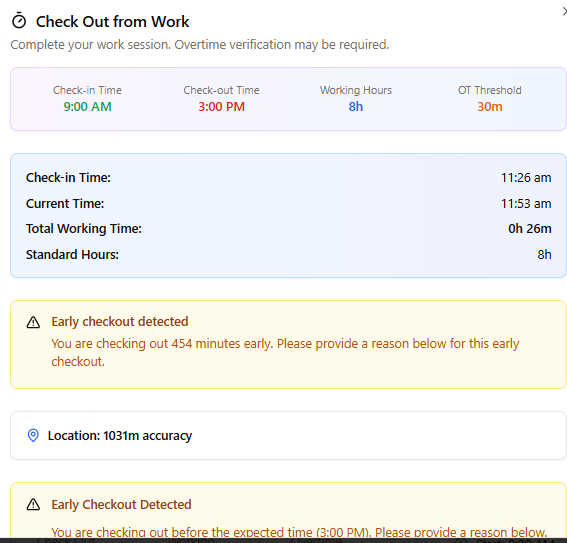 Check Out from Work
Complete your work session. Overtime verification may be required.
Check-in Time Check-out Time Working Hours OT Threshold
9:00 AM 3:00 PM 8h 30m
Check-in Time: 11:26 am
Current Time: 11:53 am
Total Working Time: 0h 26m
Standard Hours: 8h
Early checkout detected
You are checking out 454 minutes early. Please provide a reason below for this early
checkout.
Location: 1031m accuracy
Early Checkout Detected
You are checking out before the expected time (3:00 PM). Please provide a reason below.